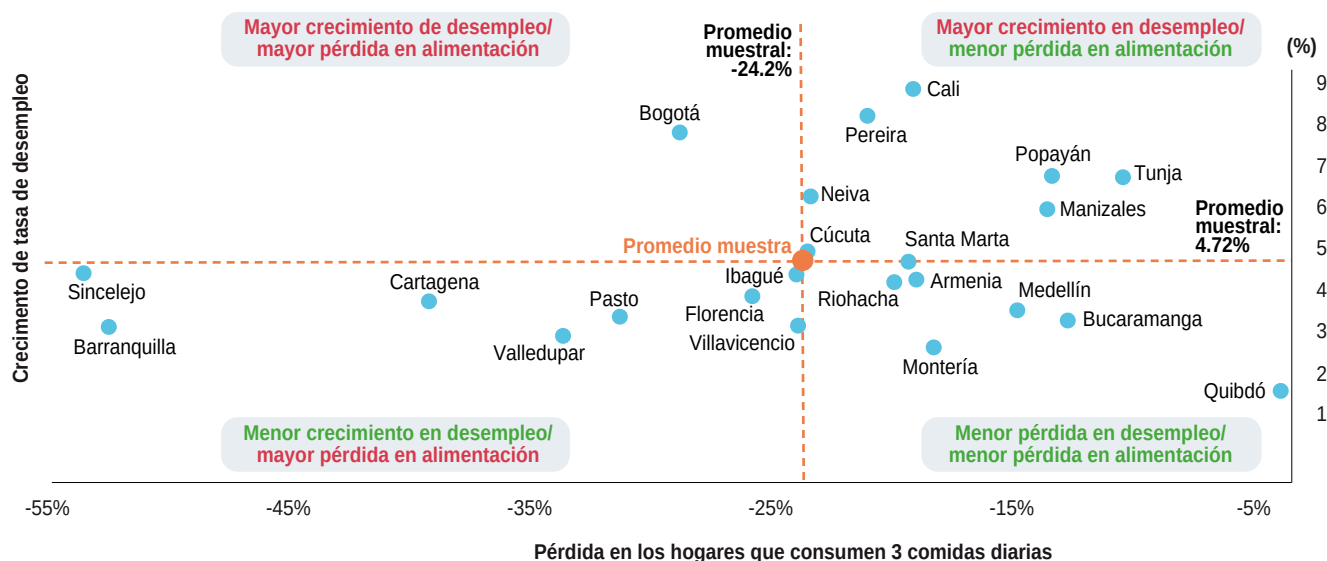 Mayor crecimiento de desempleo/
mayor pérdida en alimentación
Promedio
muestral:
-24.2%
Mayor crecimiento en desempleo/
menor pérdida en alimentación
(%)
Crecimiento de tasa de desempleo
9
8
7
6
5
4
3
2
1
Cali
Bogotá
Pereira
Popayán
Tunja
Neiva
Manizales
Promedio
muestral:
4.72%
Cúcuta
Santa Marta
Promedio muestra
Sincelejo
Cartagena
Ibagué
Riohacha
Armenia
Medellín
Pasto
Florencia
Bucaramanga
Barranquilla
Valledupar
Villavicencio
Montería
Quibdó
Menor crecimiento en desempleo/
mayor pérdida en alimentación
Menor pérdida en desempleo/
menor pérdida en alimentación
-55%
-45%
-35%
-25%
-15%
-5%
Pérdida en los hogares que consumen 3 comidas diarias